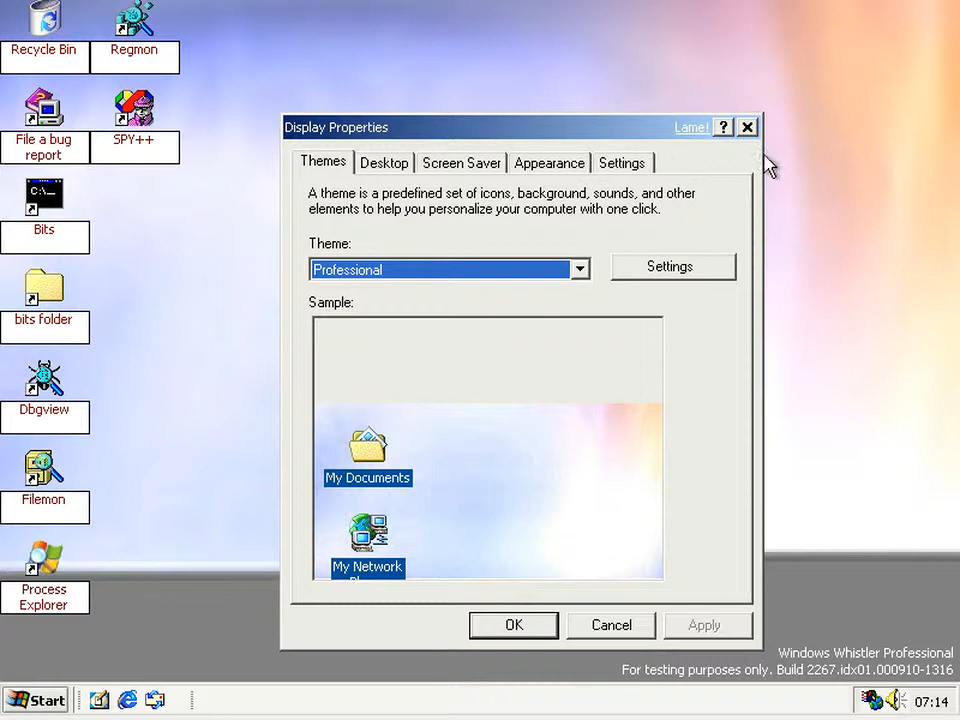 Recycle Bin
Regmon
File a bug
report
SPY++
C:\_
Bits
bits folder
Dbgview
Filemon
Process
Explorer
Display Properties
Lame!
?
Themes
Desktop
Screen Saver
Appearance
Settings
A theme is a predefined set of icons, background, sounds, and other
elements to help you personalize your computer with one click.
Theme:
Professional
Settings
Sample:
My Documents
My Network
OK
Cancel
Apply
Windows Whistler Professional
For testing purposes only. Build 2267.idx01.000910-1316
Start
07:14